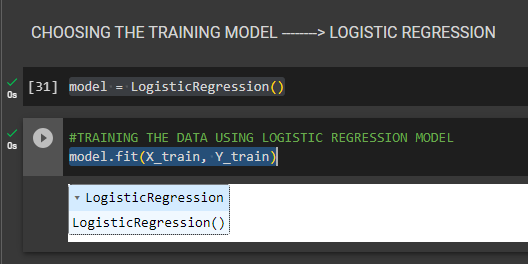 CHOOSING THE TRAINING MODEL --------> LOGISTIC REGRESSION
[31] model = LogisticRegression()
0s
#TRAINING THE DATA USING LOGISTIC REGRESSION MODEL
0s
model.fit(X_train, Y_train)
LogisticRegression
LogisticRegression()